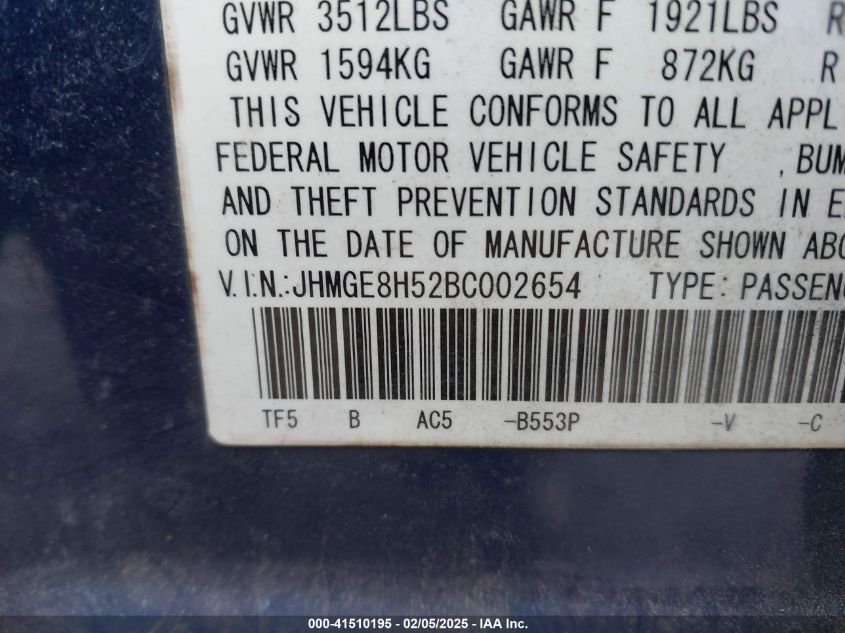 GVWR 3512LBS GAWR F 1921LBS R
GVWR 1594KG GAWR F 872KG R
THIS VEHICLE CONFORMS TO ALL APPL
FEDERAL MOTOR VEHICLE SAFETY ,BUM
AND THEFT PREVENTION STANDARDS IN E
ON THE DATE OF MANUFACTURE SHOWN ABO
V.I.N.:JHMGE8H52BC002654 TYPE: PASSENG
TF5 B AC5 -B553P -V -C
000-41510195 - 02/05/2025 - IAA Inc.